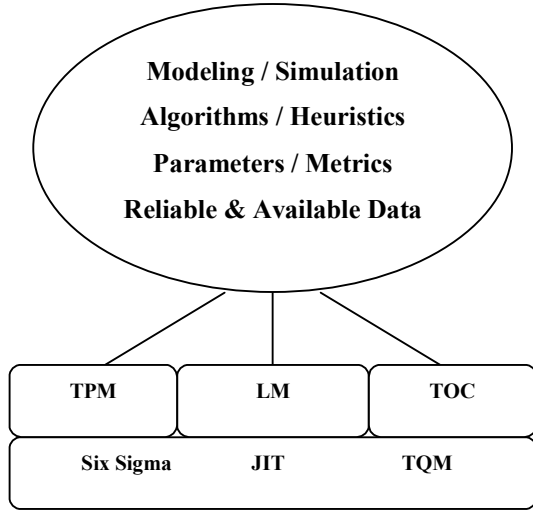 Modeling / Simulation
Algorithms / Heuristics
Parameters / Metrics
Reliable & Available Data
TPM LM TOC
Six Sigma JIT TQM